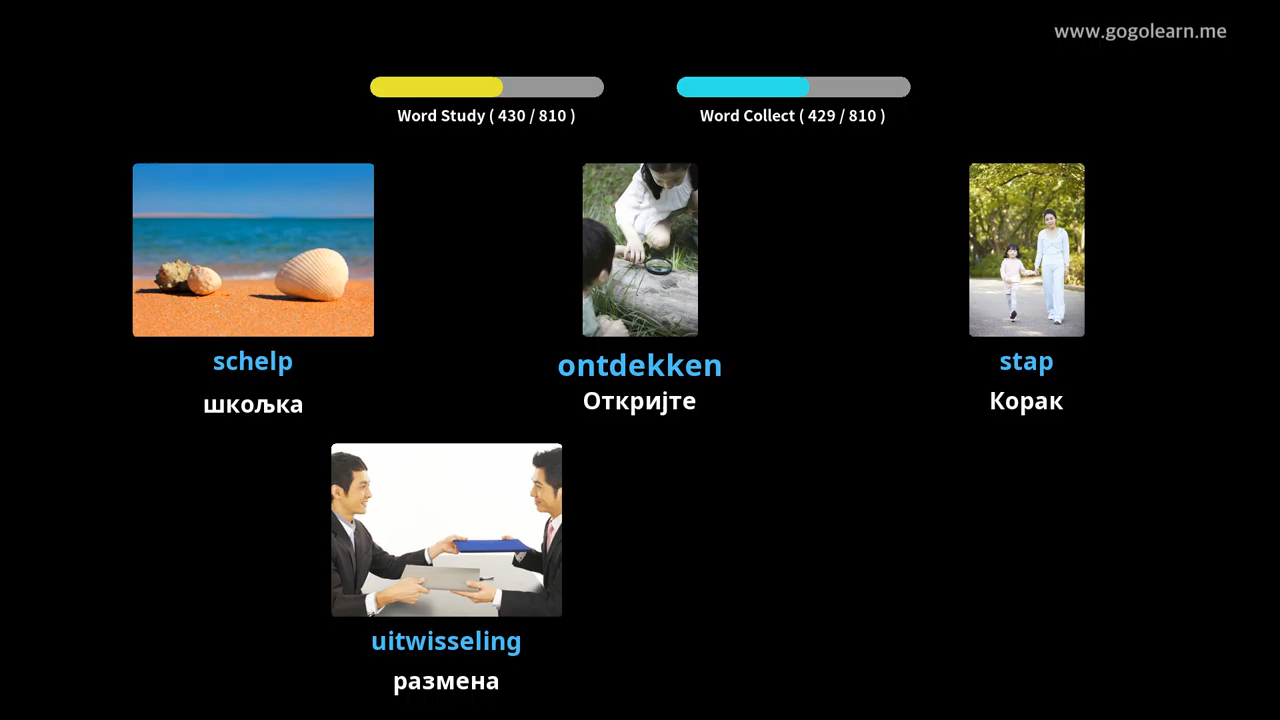 www.gogolearn.me
Word Study ( 430 / 810 )
Word Collect ( 429 / 810 )
schelp
шкољка
ontdekken
Откријте
stap
Корак
uitwisseling
размена